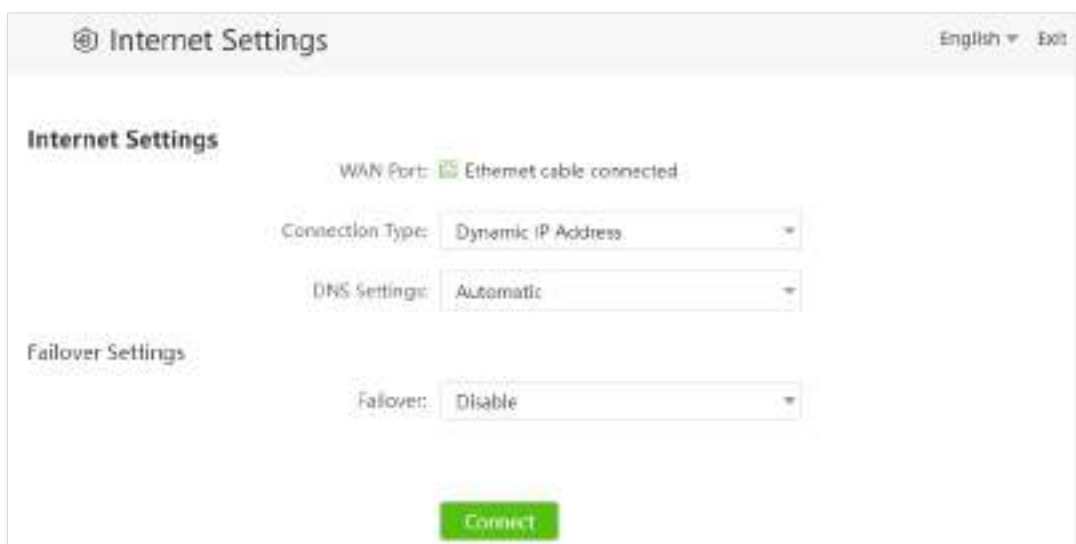 Internet Settings
English Exit
Internet Settings
WAN Port: Ethernet cable connected
Connection Type: Dynamic IP Address
DNS Settings: Automatic
Failover Settings
Failover: Disable
Connect